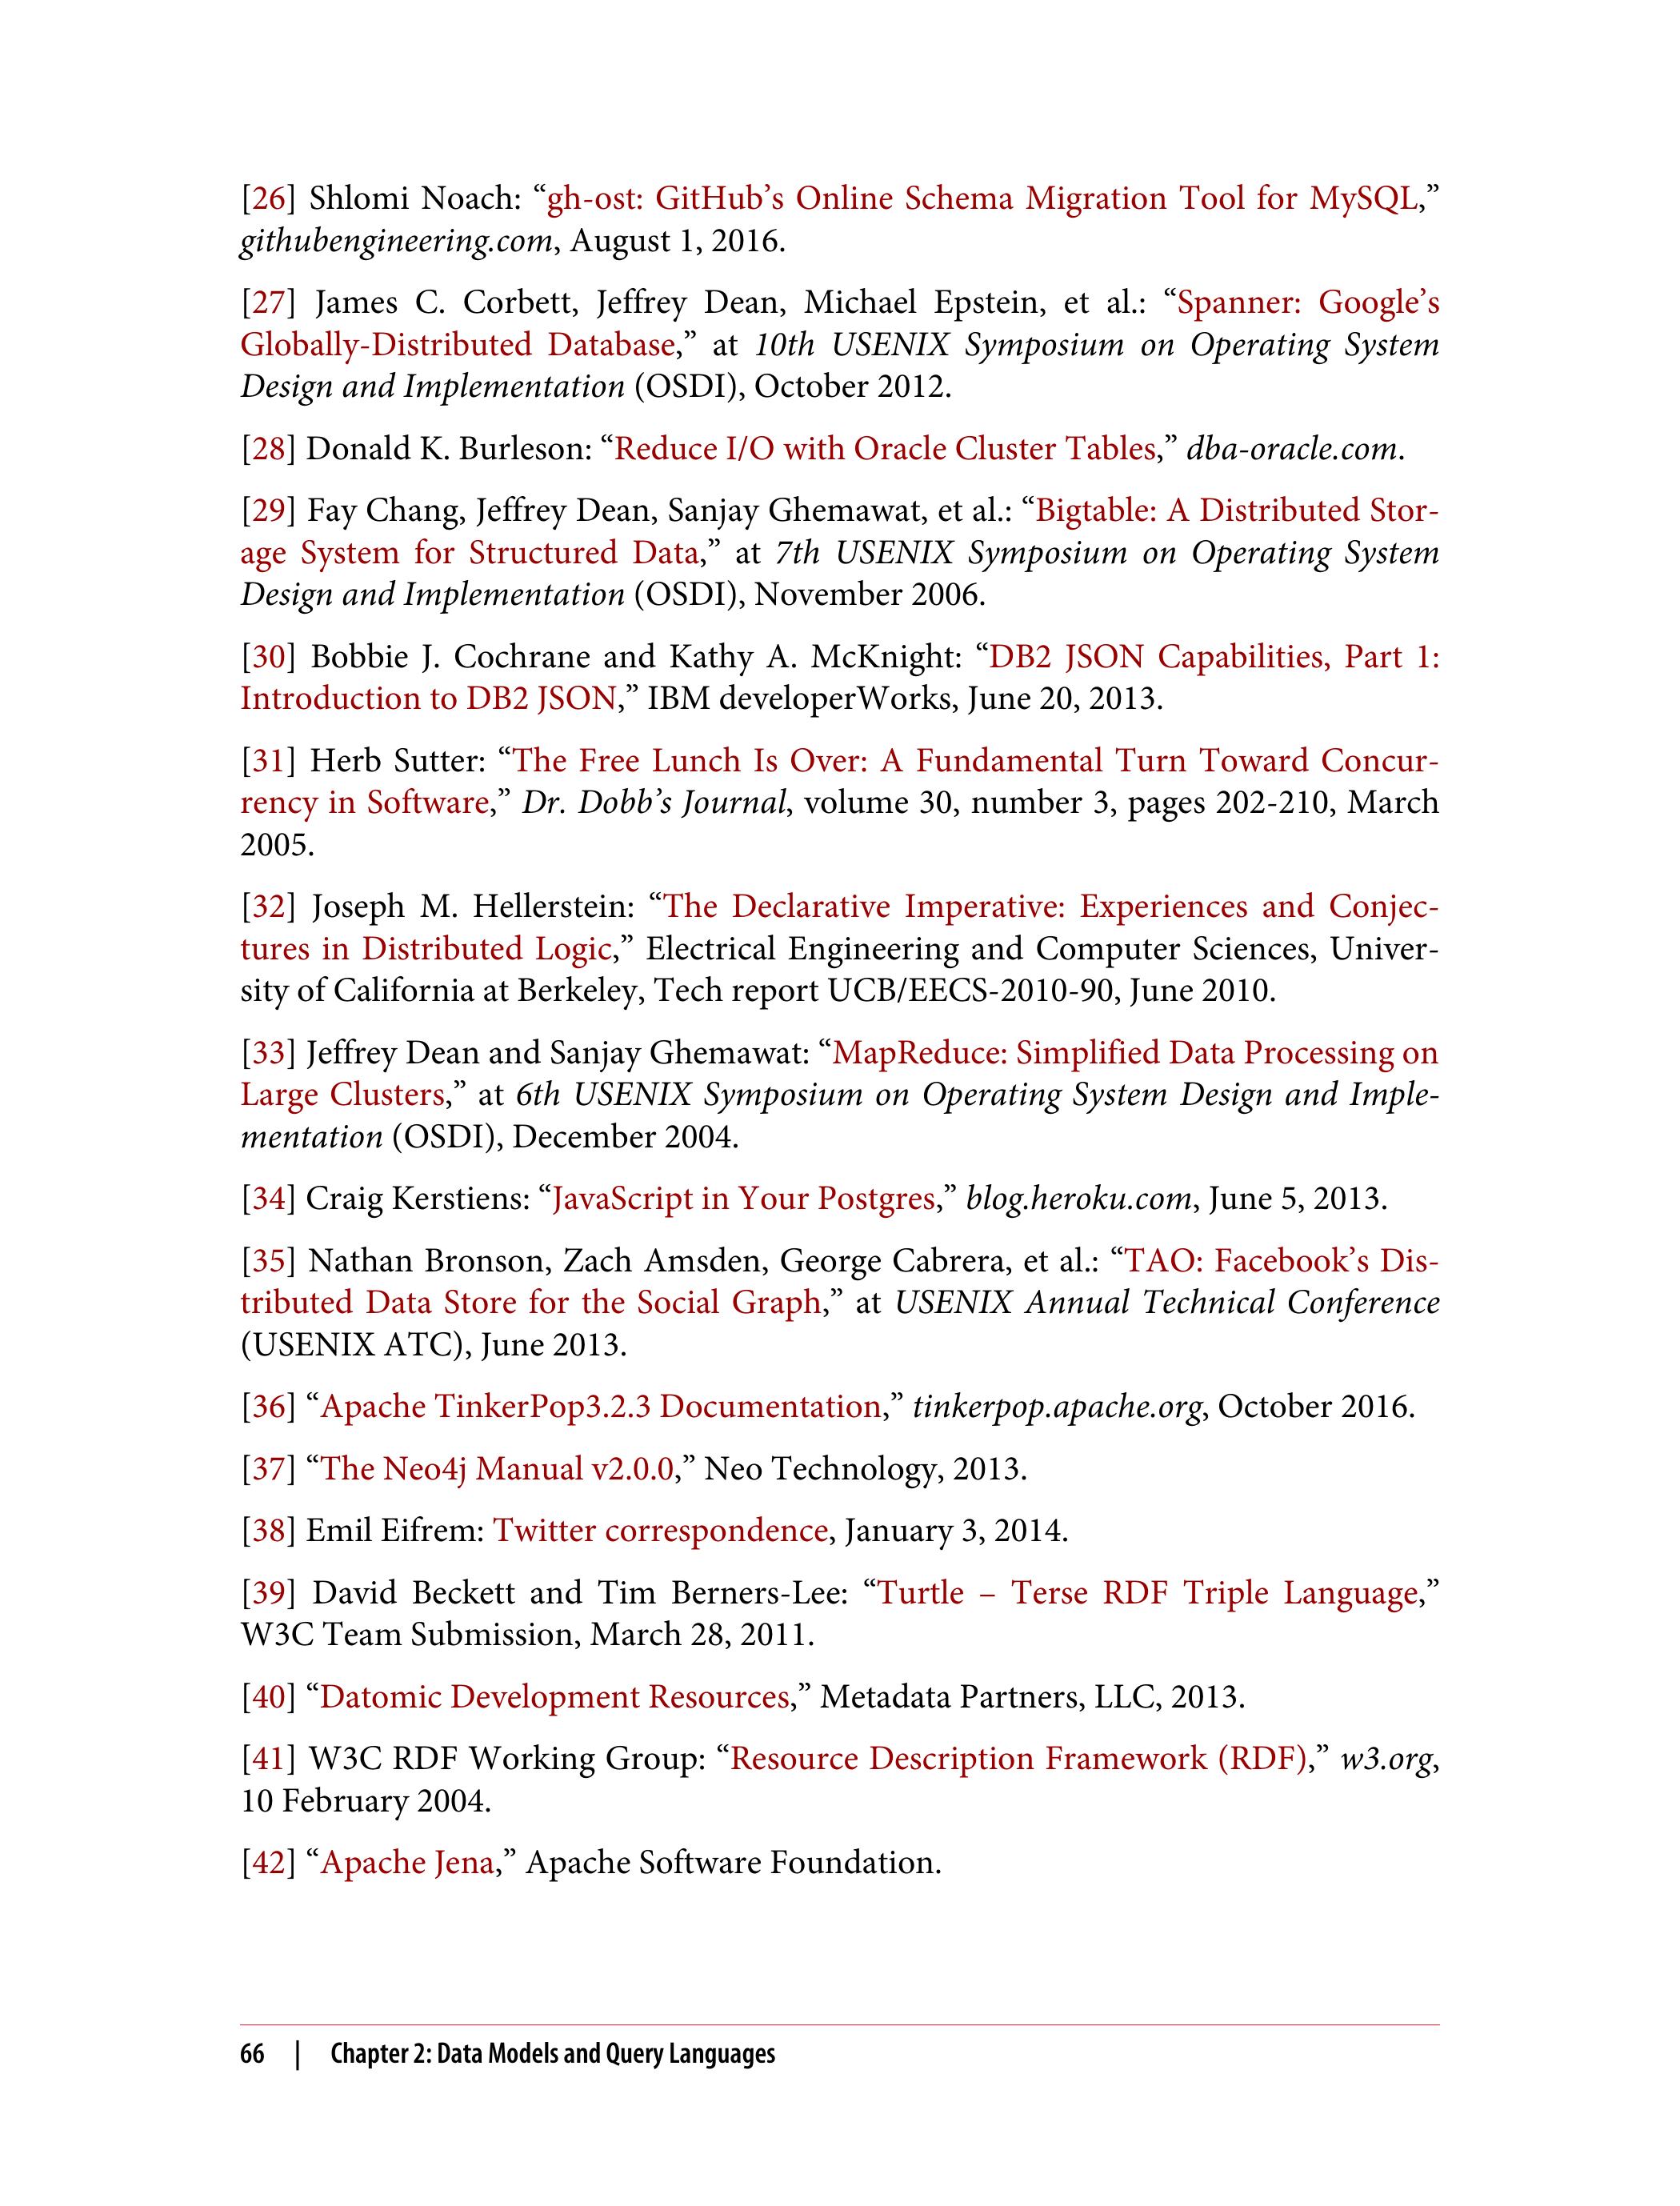 [26] Shlomi Noach: “gh-ost: GitHub’s Online Schema Migration Tool for MySQL,”
githubengineering.com, August 1, 2016.
[27] James C. Corbett, Jeffrey Dean, Michael Epstein, et al.: “Spanner: Google’s
Globally-Distributed Database,” at 10th USENIX Symposium on Operating System
Design and Implementation (OSDI), October 2012.
[28] Donald K. Burleson: “Reduce I/O with Oracle Cluster Tables,” dba-oracle.com.
[29] Fay Chang, Jeffrey Dean, Sanjay Ghemawat, et al.: “Bigtable: A Distributed Stor-
age System for Structured Data,” at 7th USENIX Symposium on Operating System
Design and Implementation (OSDI), November 2006.
[30] Bobbie J. Cochrane and Kathy A. McKnight: “DB2 JSON Capabilities, Part 1:
Introduction to DB2 JSON,” IBM developerWorks, June 20, 2013.
[31] Herb Sutter: “The Free Lunch Is Over: A Fundamental Turn Toward Concur-
rency in Software,” Dr. Dobb’s Journal, volume 30, number 3, pages 202-210, March
2005.
[32] Joseph M. Hellerstein: “The Declarative Imperative: Experiences and Conjec-
tures in Distributed Logic,” Electrical Engineering and Computer Sciences, Univer-
sity of California at Berkeley, Tech report UCB/EECS-2010-90, June 2010.
[33] Jeffrey Dean and Sanjay Ghemawat: “MapReduce: Simplified Data Processing on
Large Clusters,” at 6th USENIX Symposium on Operating System Design and Imple-
mentation (OSDI), December 2004.
[34] Craig Kerstiens: “JavaScript in Your Postgres,” blog.heroku.com, June 5, 2013.
[35] Nathan Bronson, Zach Amsden, George Cabrera, et al.: “TAO: Facebook’s Dis-
tributed Data Store for the Social Graph,” at USENIX Annual Technical Conference
(USENIX ATC), June 2013.
[36] “Apache TinkerPop3.2.3 Documentation,” tinkerpop.apache.org, October 2016.
[37] “The Neo4j Manual v2.0.0,” Neo Technology, 2013.
[38] Emil Eifrem: Twitter correspondence, January 3, 2014.
[39] David Beckett and Tim Berners-Lee: “Turtle – Terse RDF Triple Language,”
W3C Team Submission, March 28, 2011.
[40] “Datomic Development Resources,” Metadata Partners, LLC, 2013.
[41] W3C RDF Working Group: “Resource Description Framework (RDF),” w3.org,
10 February 2004.
[42] “Apache Jena,” Apache Software Foundation.
66 | Chapter 2: Data Models and Query Languages